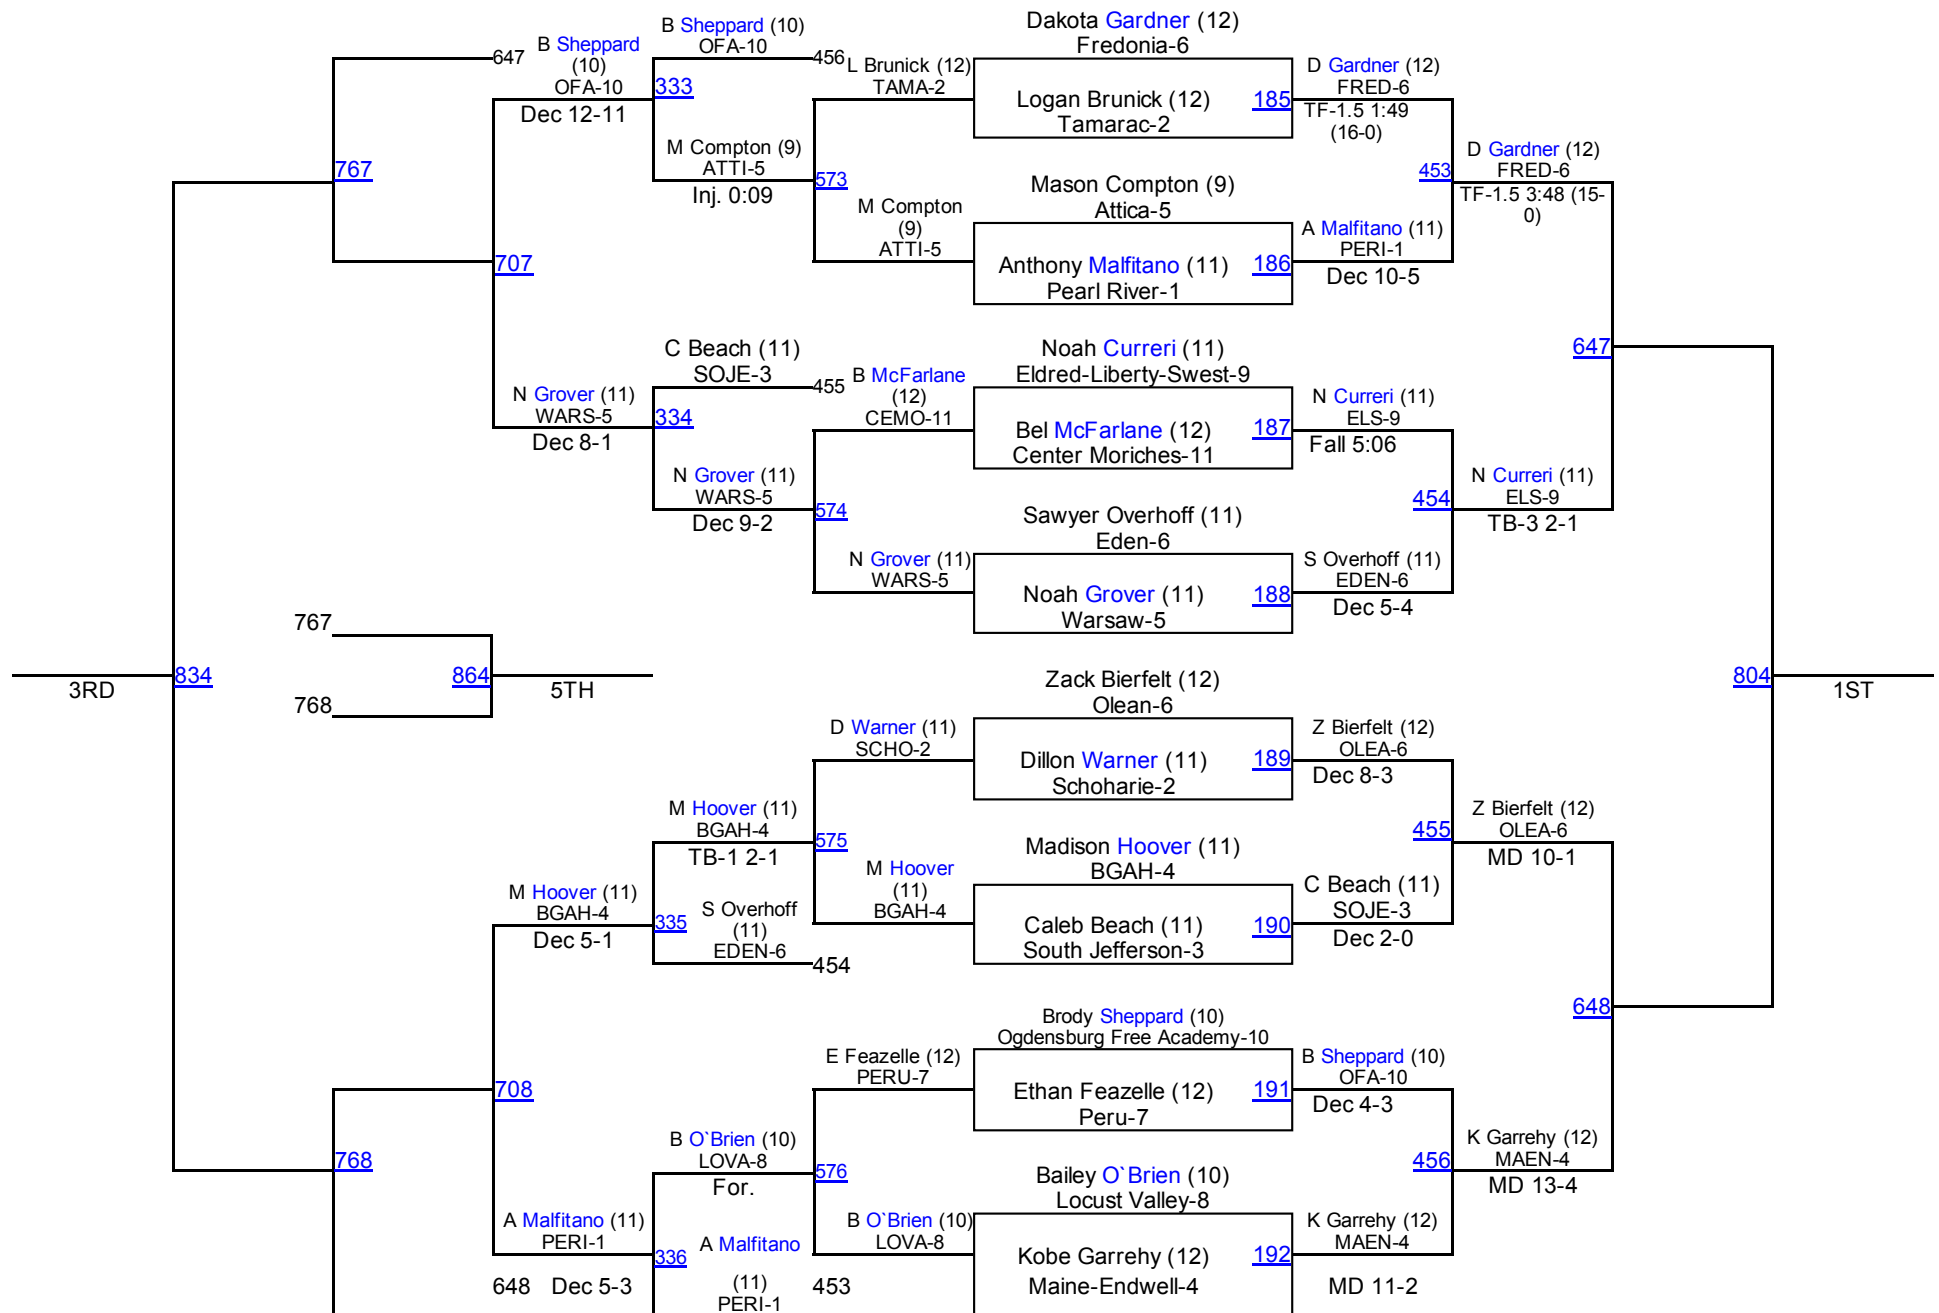 B Sheppard (10)
OFA-10
Dakota Gardner (12)
Fredonia-6
647
B Sheppard
(10)
OFA-10
Dec 12-11
333
456
L Brunick (12)
TAMA-2
Logan Brunick (12)
Tamarac-2
185
D Gardner (12)
FRED-6
TF-1.5 1:49
(16-0)
767
M Compton (9)
ATTI-5
Inj. 0:09
573
Mason Compton (9)
Attica-5
453
D Gardner (12)
FRED-6
TF-1.5 3:48 (15-
0)
707
M Compton
(9)
ATTI-5
Anthony Malfitano (11)
Pearl River-1
186
A Malfitano (11)
PERI-1
Dec 10-5
C Beach (11)
SOJE-3
455
Noah Curreri (11)
Eldred-Liberty-Swest-9
647
N Grover (11)
WARS-5
Dec 8-1
334
B McFarlane
(12)
CEMO-11
Bel McFarlane (12)
Center Moriches-11
187
N Curreri (11)
ELS-9
Fall 5:06
N Grover (11)
WARS-5
Dec 9-2
574
Sawyer Overhoff (11)
Eden-6
454
N Curreri (11)
ELS-9
TB-3 2-1
N Grover (11)
WARS-5
Noah Grover (11)
Warsaw-5
188
S Overhoff (11)
EDEN-6
Dec 5-4
767
3RD
834
864
5TH
768
Zack Bierfelt (12)
Olean-6
804
1ST
D Warner (11)
SCHO-2
Dillon Warner (11)
Schoharie-2
189
Z Bierfelt (12)
OLEA-6
Dec 8-3
M Hoover (11)
BGAH-4
TB-1 2-1
575
Madison Hoover (11)
BGAH-4
455
Z Bierfelt (12)
OLEA-6
MD 10-1
M Hoover (11)
BGAH-4
Dec 5-1
335
S Overhoff
(11)
EDEN-6
454
M Hoover
(11)
BGAH-4
Caleb Beach (11)
South Jefferson-3
190
C Beach (11)
SOJE-3
Dec 2-0
648
Brody Sheppard (10)
Ogdensburg Free Academy-10
708
E Feazelle (12)
PERU-7
Ethan Feazelle (12)
Peru-7
191
B Sheppard (10)
OFA-10
Dec 4-3
768
B O`Brien (10)
LOVA-8
For.
576
Bailey O`Brien (10)
Locust Valley-8
456
K Garrehy (12)
MAEN-4
MD 13-4
A Malfitano (11)
PERI-1
648
Dec 5-3
336
A Malfitano
(11)
PERI-1
453
B O`Brien (10)
LOVA-8
Kobe Garrehy (12)
Maine-Endwell-4
192
K Garrehy (12)
MAEN-4
MD 11-2